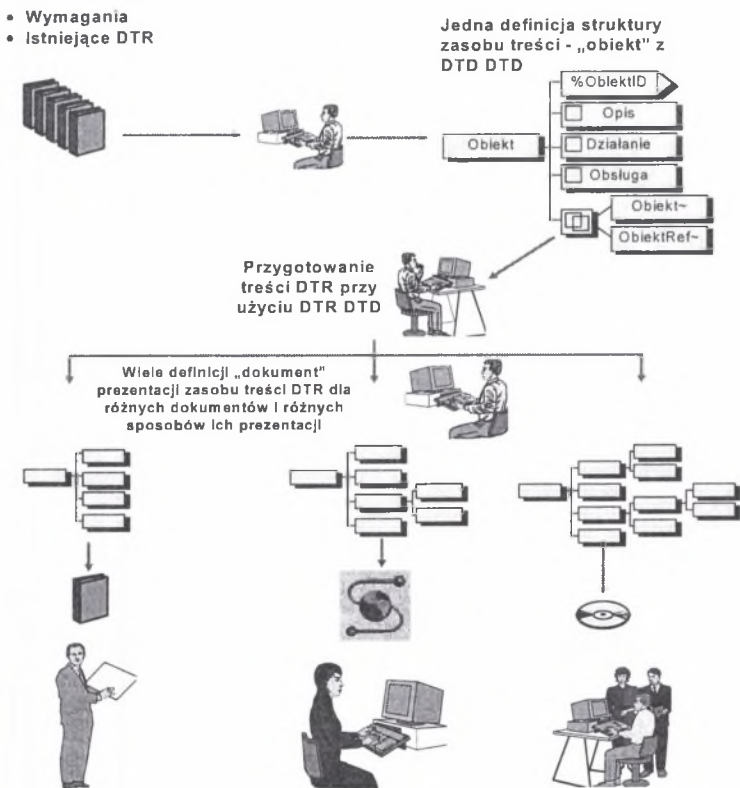 • Wymagania
• Istniejące DTR
Jedna definicja struktury
zasobu treści - „obiekt" z
DTD DTD
%ObiektID
Opis
Obiekt
Działanie
Obsługa
Obiekt~
ObiektRef~
Przygotowanie
treści DTR przy
użyciu DTR DTD
Wiele definicji „dokument"
prezentacji zasobu treści DTR dla
różnych dokumentów i różnych
sposobów ich prezentacji